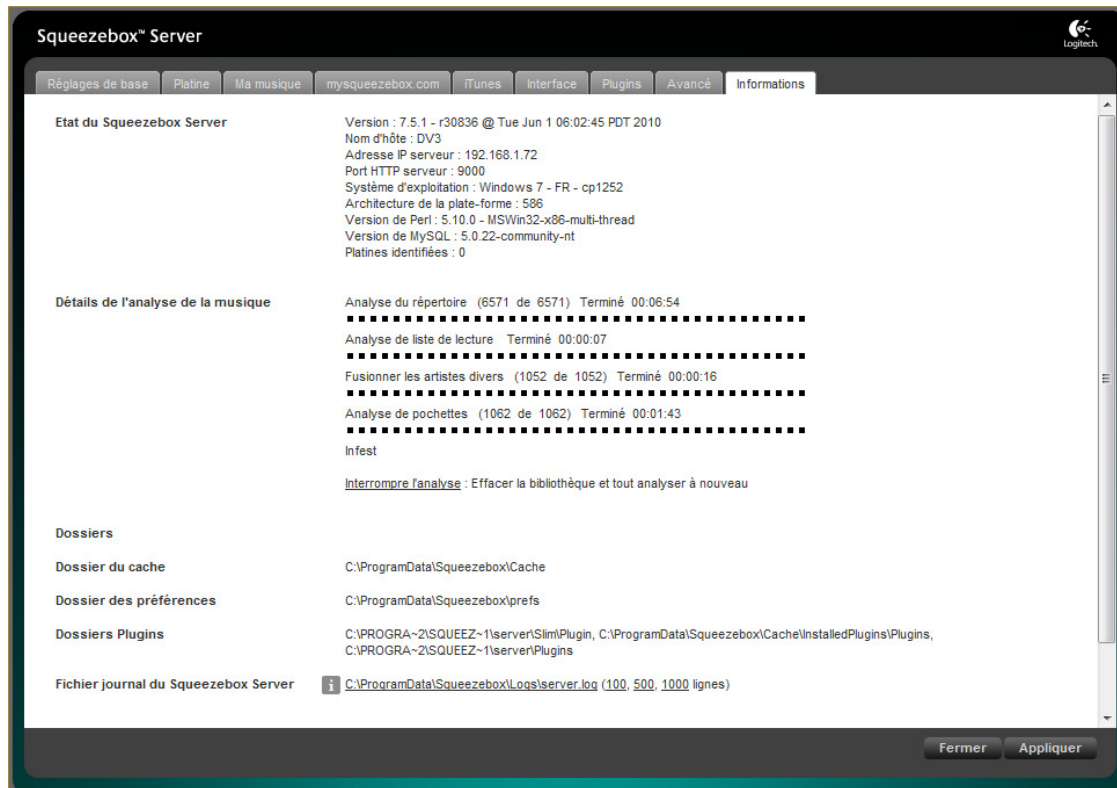 Squeezebox™ Server
Logitech
Réglages de base Platine Ma musique mysqueezebox.com iTunes Interface Plugins Avancé Informations
Etat du Squeezebox Server
Version : 7.5.1 - r30836 @ Tue Jun 1 06:02:45 PDT 2010
Nom d'hôte : DV3
Adresse IP serveur : 192.168.1.72
Port HTTP serveur : 9000
Système d'exploitation : Windows 7 - FR - cp1252
Architecture de la plate-forme : 586
Version de Perl : 5.10.0 - MSWin32-x86-multi-thread
Version de MySQL : 5.0.22-community-nt
Platines identifiées : 0
Détails de l'analyse de la musique
Analyse du répertoire (6571 de 6571) Terminé 00:06:54
Analyse de liste de lecture Terminé 00:00:07
Fusionner les artistes divers (1052 de 1052) Terminé 00:00:16
Analyse de pochettes (1062 de 1062) Terminé 00:01:43
Infest
Interrompre l'analyse : Effacer la bibliothèque et tout analyser à nouveau
Dossiers
Dossier du cache
C:\ProgramData\Squeezebox\Cache
Dossier des préférences
C:\ProgramData\Squeezebox\prefs
Dossiers Plugins
C:\PROGRA~2\SQUEEZ~1\server\Slim\Plugin, C:\ProgramData\Squeezebox\Cache\InstalledPlugins\Plugins,
C:\PROGRA~2\SQUEEZ~1\server\Plugins
Fichier journal du Squeezebox Server
C:\ProgramData\Squeezebox\Logs\server.log (100, 500, 1000 lignes)
Fermer Appliquer